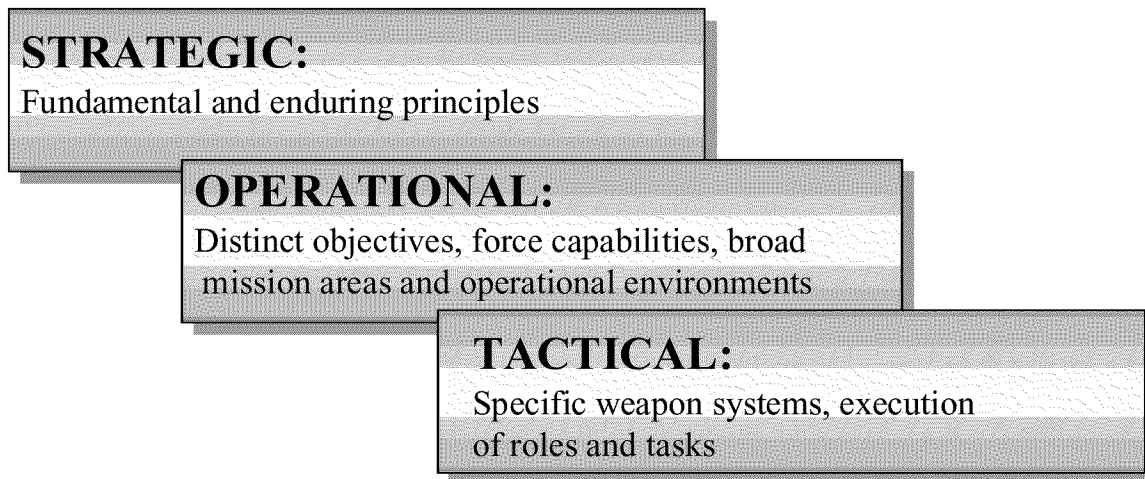 STRATEGIC:
Fundamental and enduring principles
OPERATIONAL:
Distinct objectives, force capabilities, broad
mission areas and operational environments
TACTICAL:
Specific weapon systems, execution
of roles and tasks